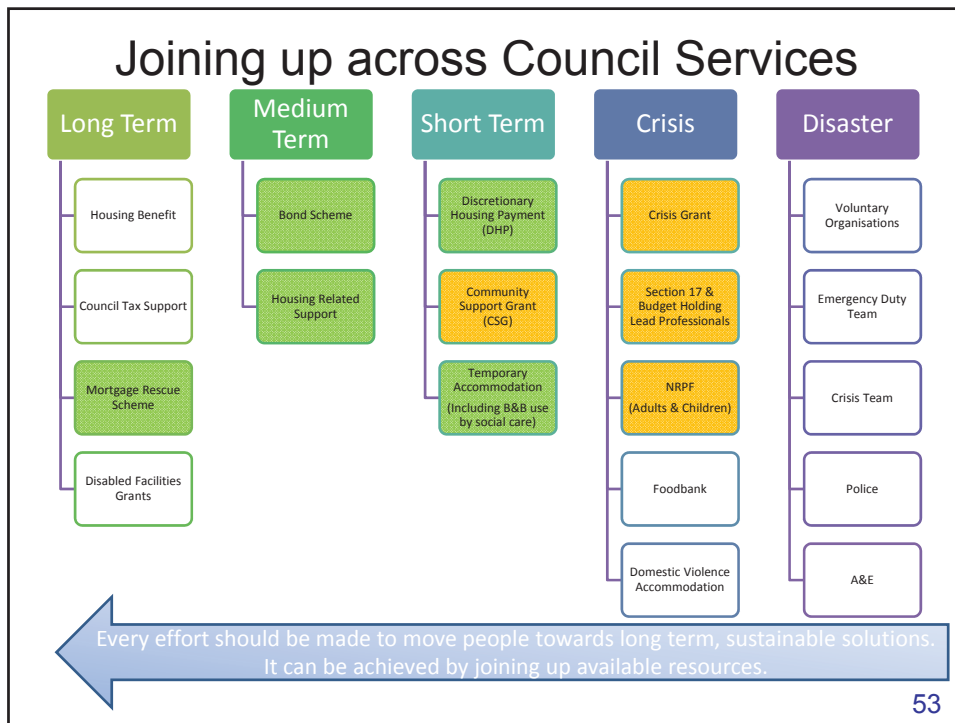 Joining up across Council Services
Long Term
Housing Benefit
Council Tax Support
Mortgage Rescue
Scheme
Disabled Facilities
Grants
Medium
Term
Bond Scheme
Housing Related
Support
Short Term
Discretionary
Housing Payment
(DHP)
Community
Support Grant
(CSG)
Temporary
Accommodation
(Including B&B use
by social care)
Crisis
Crisis Grant
Section 17 &
Budget Holding
Lead Professionals
NRPF
(Adults & Children)
Foodbank
Domestic Violence
Accommodation
Disaster
Voluntary
Organisations
Emergency Duty
Team
Crisis Team
Police
A&E
Every effort should be made to move people towards long term, sustainable solutions.
It can be achieved by joining up available resources.
53